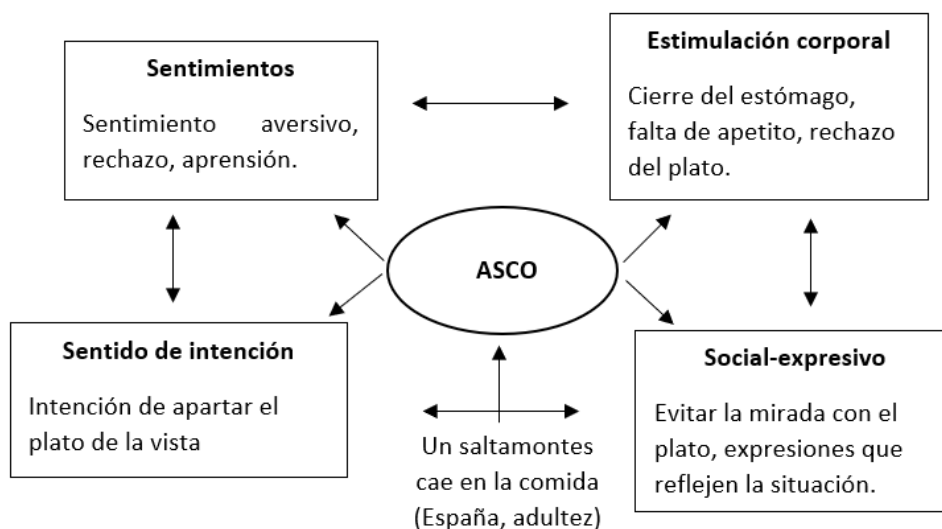 Sentimientos
Sentimiento aversivo,
rechazo, aprensión.
Estimulación corporal
Cierre del estómago,
falta de apetito, rechazo
del plato.
ASCO
Sentido de intención
Intención de apartar el
plato de la vista
Social-expresivo
Evitar la mirada con el
plato, expresiones que
reflejen la situación.
Un saltamontes
cae en la comida
(España, adultez)